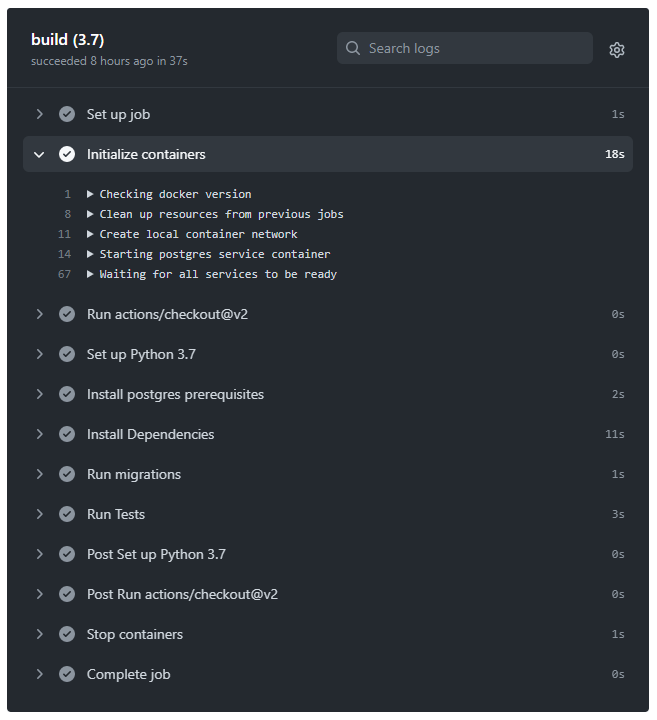 build (3.7)
succeeded 8 hours ago in 37s
Search logs
Set up job 1s
Initialize containers 18s
1 Checking docker version
8 Clean up resources from previous jobs
11 Create local container network
14 Starting postgres service container
67 Waiting for all services to be ready
Run actions/checkout@v2 0s
Set up Python 3.7 0s
Install postgres prerequisites 2s
Install Dependencies 11s
Run migrations 1s
Run Tests 3s
Post Set up Python 3.7 0s
Post Run actions/checkout@v2 0s
Stop containers 1s
Complete job 0s